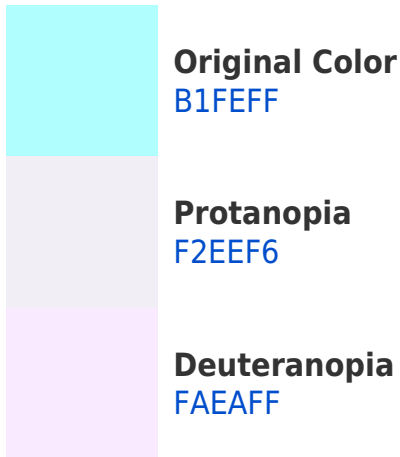 Original Color
B1FEFF
Protanopia
F2EEF6
Deuteranopia
FAEAFF